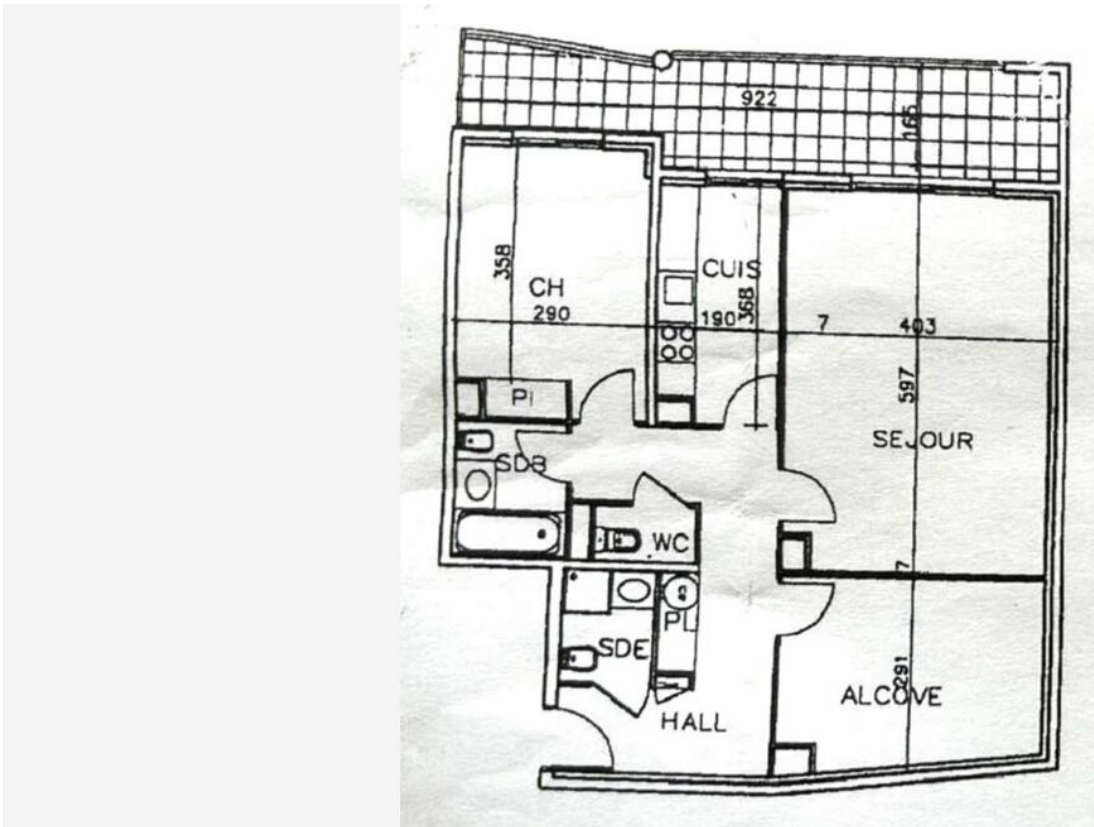 922
165
358
CUIS
CH
290
190
368
7
403
597
PI
SEJOUR
SDB
WC
7
PL
SDE
291
ALCOVE
HALL